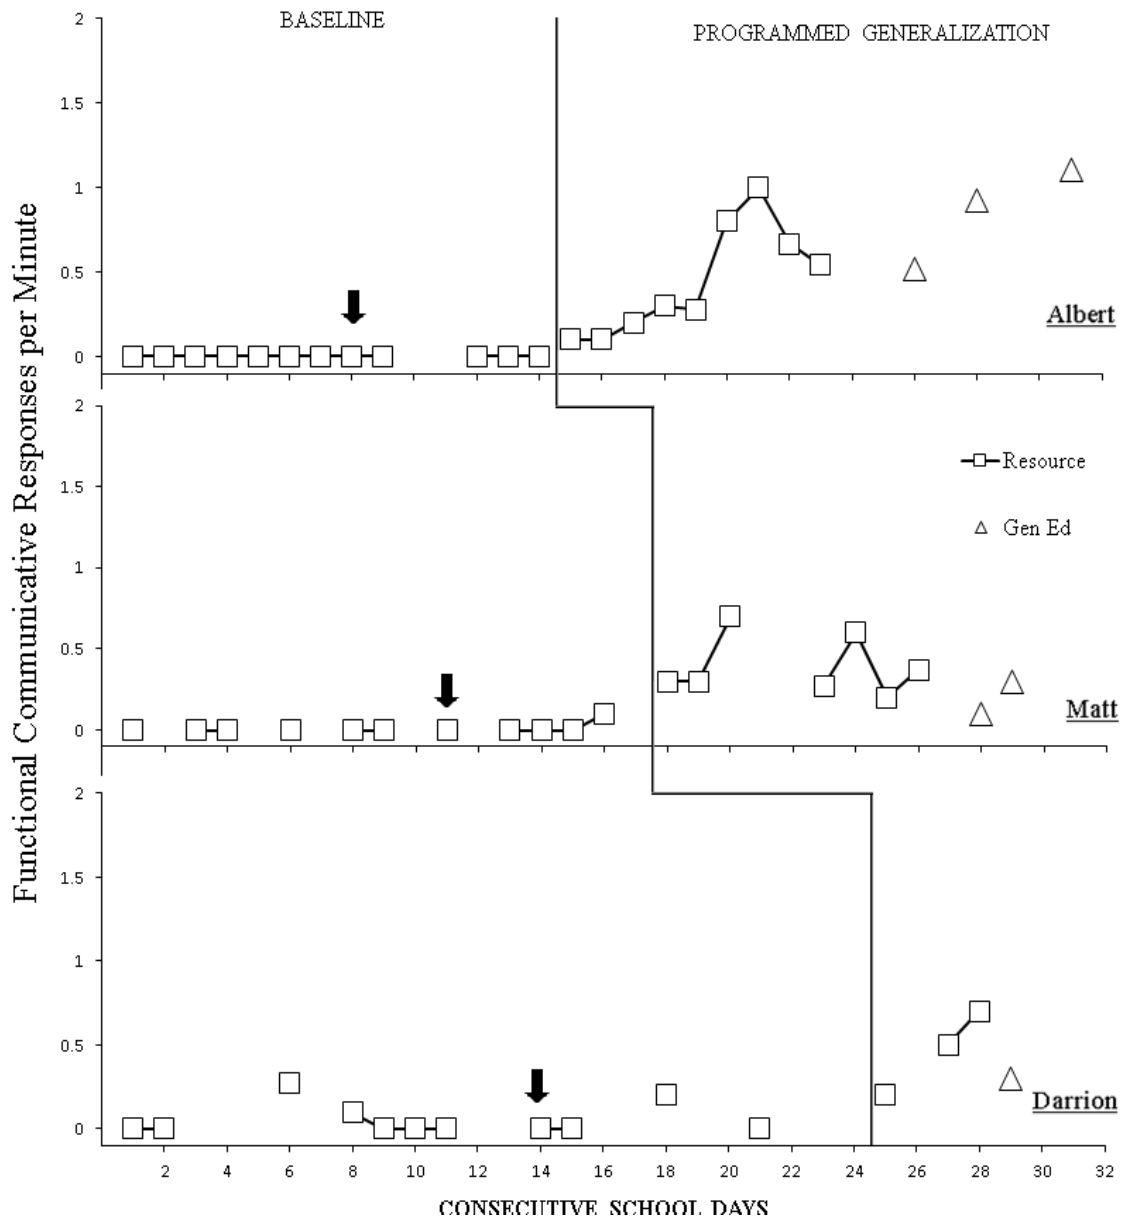 BASELINE
PROGRAMMED GENERALIZATION
Functional Communicative Responses per Minute
2
1.5
1
0.5
0
Albert
2
1.5
1
0.5
0
Resource
Gen Ed
Matt
2
1.5
1
0.5
0
Darrion
2 4 6 8 10 12 14 16 18 20 22 24 26 28 30 32
CONSECUTIVE SCHOOL DAYS